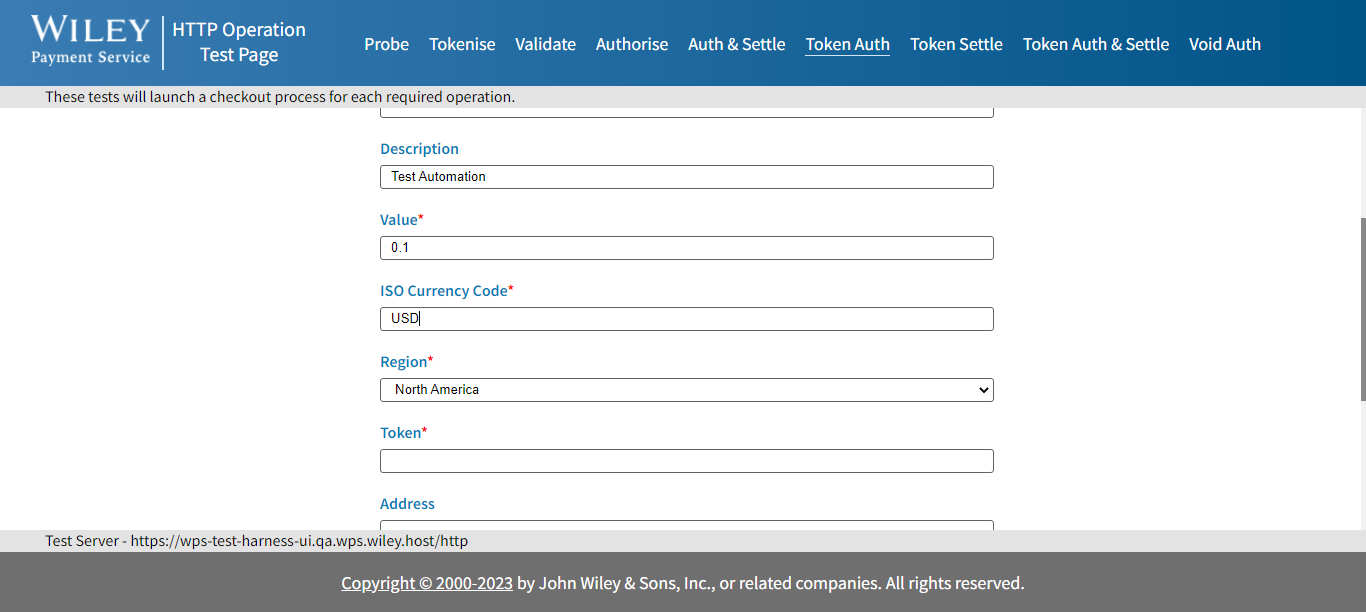 WILEY
Payment Service
HTTP Operation
Test Page
Probe Tokenise Validate Authorise Auth & Settle Token Auth Token Settle Token Auth & Settle Void Auth
These tests will launch a checkout process for each required operation.
Description
Test Automation
Value*
0.1
ISO Currency Code*
USD
Region*
North America
Token*
Address
Test Server - https://wps-test-harness-ui.qa.wps.wiley.host/http
Copyright © 2000-2023 by John Wiley & Sons, Inc., or related companies. All rights reserved.